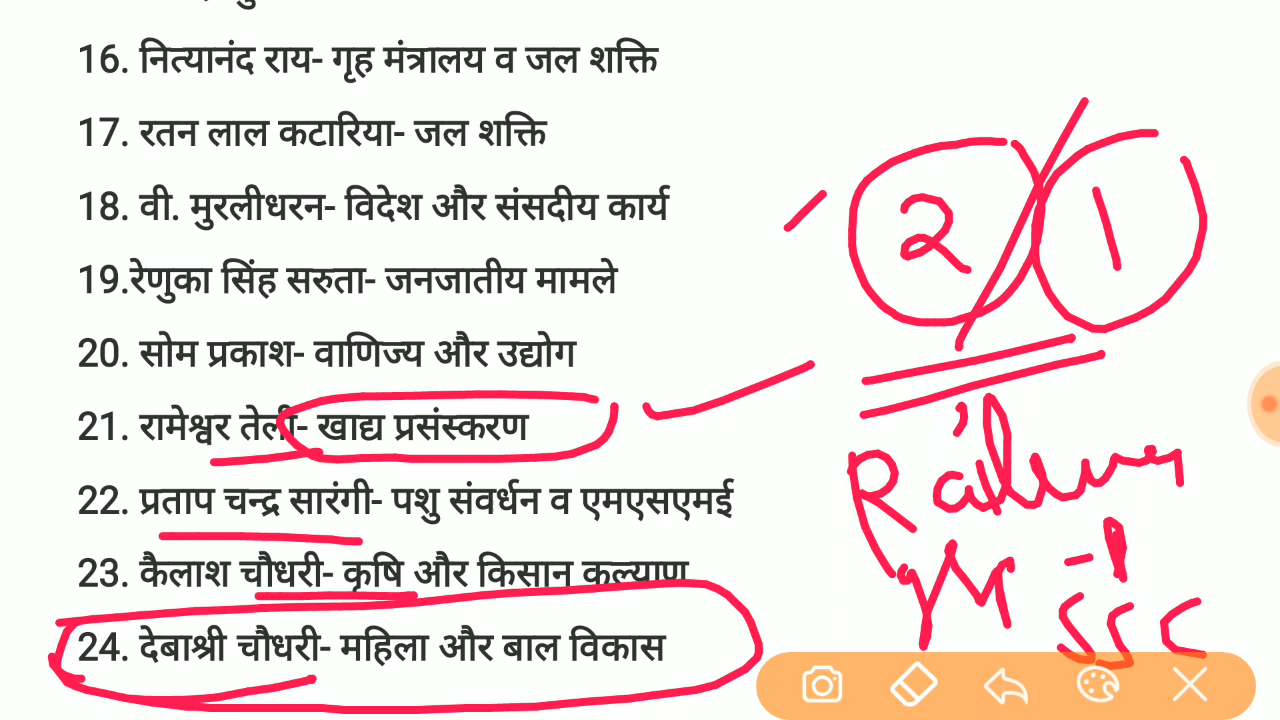 16. नित्यानंद राय- गृह मंत्रालय व जल शक्ति
17. रतन लाल कटारिया- जल शक्ति
18. वी. मुरलीधरन- विदेश और संसदीय कार्य
19.रेणुका सिंह सरुता- जनजातीय मामले
20. सोम प्रकाश- वाणिज्य और उद्योग
21. रामेश्वर तेली- खाद्य प्रसंस्करण
22. प्रताप चन्द्र सारंगी- पशु संवर्धन व एमएसएमई
23. कैलाश चौधरी- कृषि और किसान कल्याण
24. देबाश्री चौधरी- महिला और बाल विकास
2 / 1
Railway
SSC